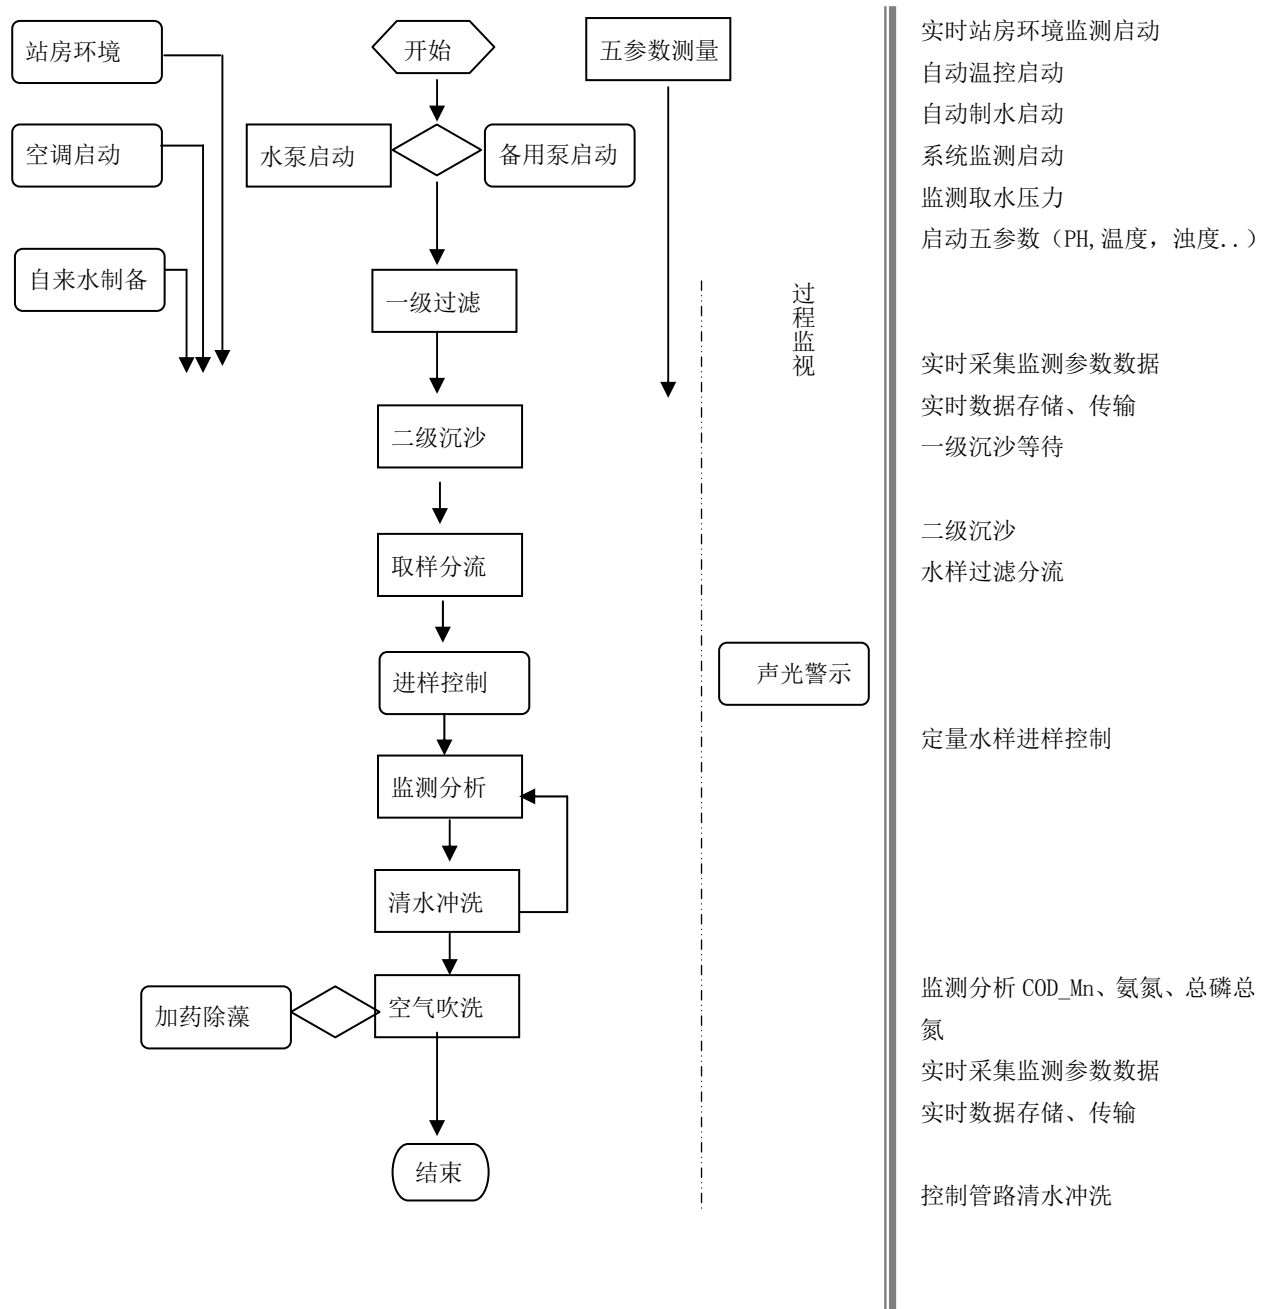 站房环境
开始
五参数测量
空调启动
水泵启动
备用泵启动
自来水制备
一级过滤
二级沉沙
取样分流
进样控制
监测分析
清水冲洗
加药除藻
空气吹洗
结束
过程监视
声光警示
实时站房环境监测启动
自动温控启动
自动制水启动
系统监测启动
监测取水压力
启动五参数（PH,温度，浊度..）
实时采集监测参数数据
实时数据存储、传输
一级沉沙等待
二级沉沙
水样过滤分流
定量水样进样控制
监测分析 COD_Mn、氨氮、总磷总
氮
实时采集监测参数数据
实时数据存储、传输
控制管路清水冲洗